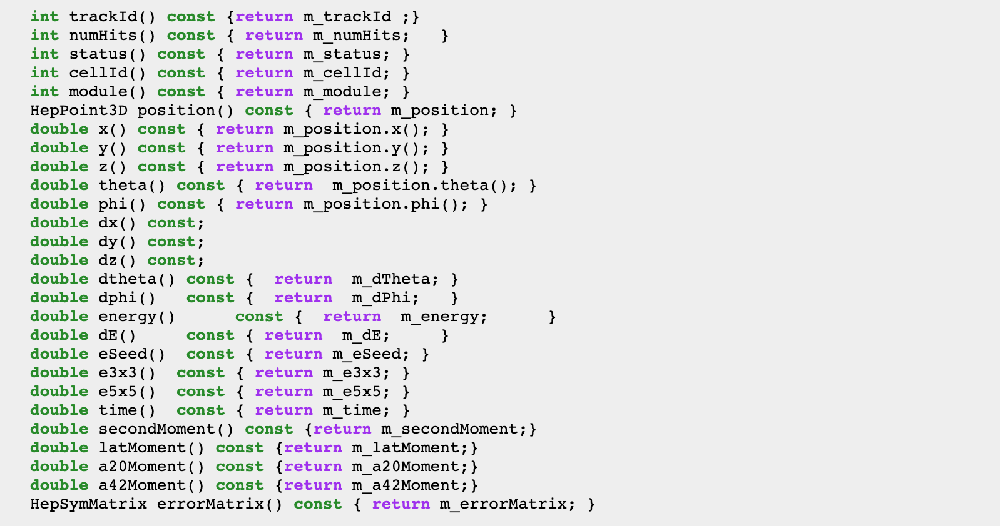 int trackId() const {return m_trackId ;}
int numHits() const { return m_numHits;   }
int status() const { return m_status; }
int cellId() const { return m_cellId; }
int module() const { return m_module; }
HepPoint3D position() const { return m_position; }
double x() const { return m_position.x(); }
double y() const { return m_position.y(); }
double z() const { return m_position.z(); }
double theta() const { return  m_position.theta(); }
double phi() const { return m_position.phi(); }
double dx() const;
double dy() const;
double dz() const;
double dtheta() const {  return  m_dTheta; }
double dphi()   const {  return  m_dPhi;   }
double energy()      const {  return  m_energy;      }
double dE()     const { return  m_dE;     }
double eSeed()  const { return m_eSeed; }
double e3x3()  const { return m_e3x3; }
double e5x5()  const { return m_e5x5; }
double time()  const { return m_time; }
double secondMoment() const {return m_secondMoment;}
double latMoment() const {return m_latMoment;}
double a20Moment() const {return m_a20Moment;}
double a42Moment() const {return m_a42Moment;}
HepSymMatrix errorMatrix() const { return m_errorMatrix; }